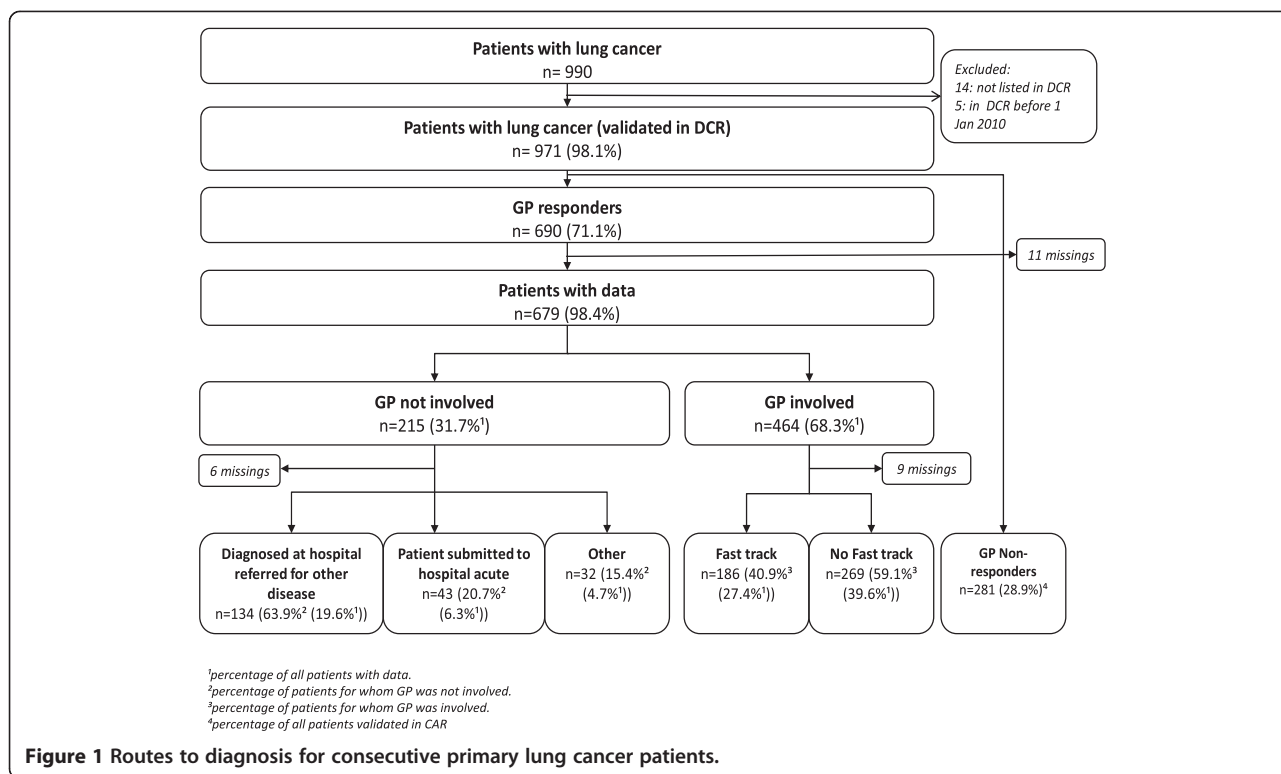 Patients with lung cancer
n= 990
Excluded:
14: not listed in DCR
5: in DCR before 1
Jan 2010
Patients with lung cancer (validated in DCR)
n= 971 (98.1%)
GP responders
n= 690 (71.1%)
11 missings
Patients with data
n=679 (98.4%)
GP not involved
n=215 (31.7%¹)
GP involved
n=464 (68.3%¹)
6 missings
9 missings
Diagnosed at hospital
referred for other
disease
n=134 (63.9%² (19.6%¹))
Patient submitted to
hospital acute
n=43 (20.7%²
(6.3%¹))
Other
n=32 (15.4%²
(4.7%¹))
Fast track
n=186 (40.9%³
(27.4%¹))
No Fast track
n=269 (59.1%³
(39.6%¹))
GP Non-
responders
n=281 (28.9%)⁴
¹percentage of all patients with data.
²percentage of patients for whom GP was not involved.
³percentage of patients for whom GP was involved.
⁴percentage of all patients validated in CAR
Figure 1 Routes to diagnosis for consecutive primary lung cancer patients.